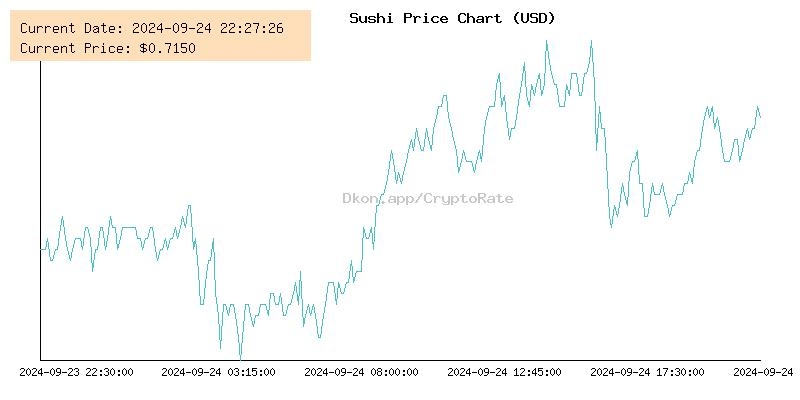 Sushi Price Chart (USD)
Current Date: 2024-09-24 22:27:26
Current Price: $0.7150
Dkon.app/CryptoRate
2024-09-23 22:30:00 2024-09-24 03:15:00 2024-09-24 08:00:00 2024-09-24 12:45:00 2024-09-24 17:30:00 2024-09-24